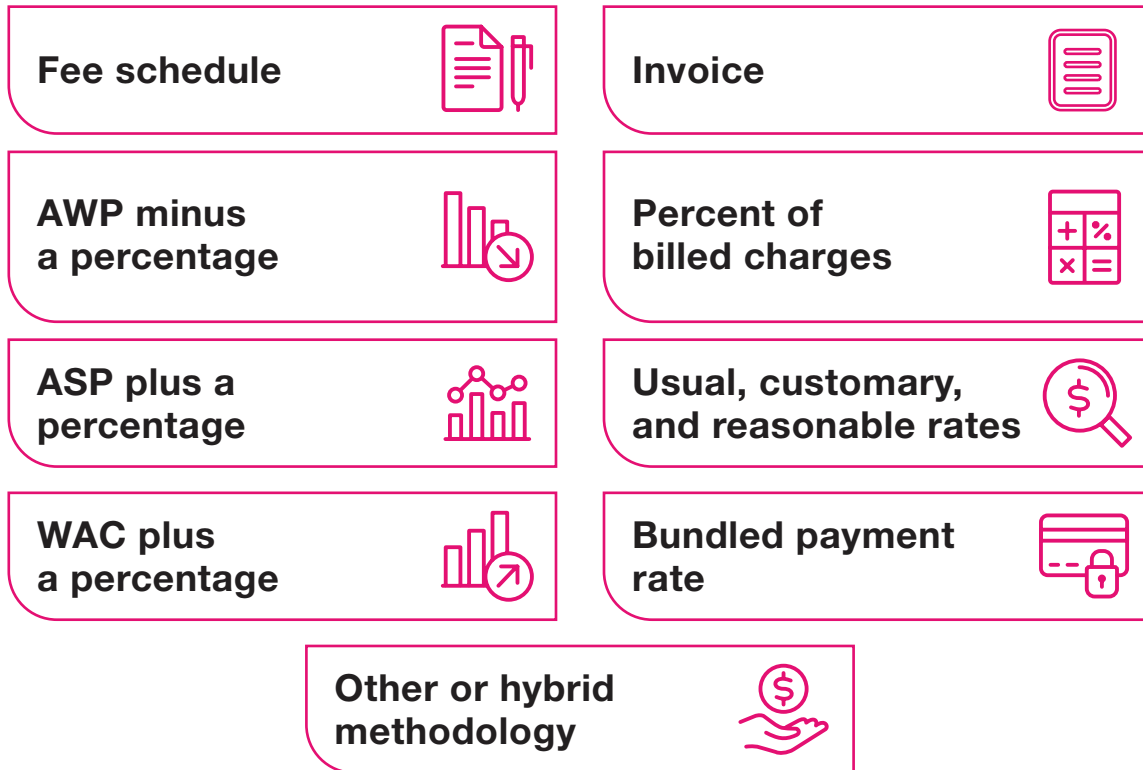 Fee schedule
Invoice
AWP minus
a percentage
Percent of
billed charges
ASP plus a
percentage
Usual, customary,
and reasonable rates
WAC plus
a percentage
Bundled payment
rate
Other or hybrid
methodology